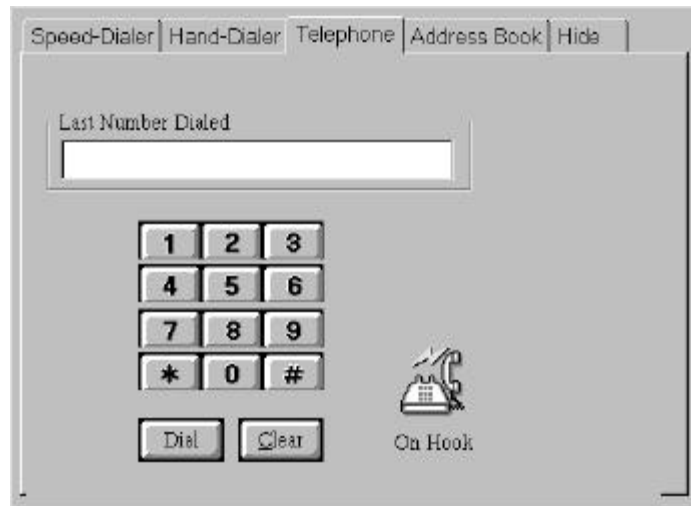 Speed-Dialer Hand-Dialer Telephone Address Book Hide
Last Number Dialed
1 2 3
4 5 6
7 8 9
* 0 #
Dial Clear On Hook